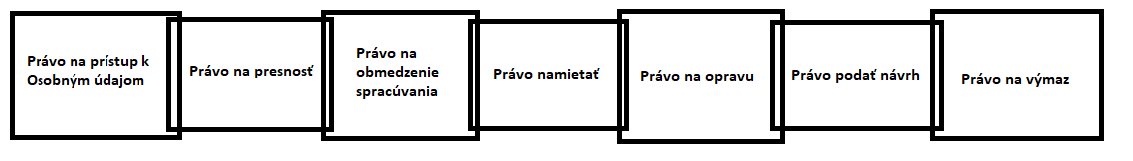 Právo na prístup k
Osobným údajom
Právo na presnosť
Právo na
obmedzenie
spracúvania
Právo namietať
Právo na opravu
Právo podať návrh
Právo na výmaz